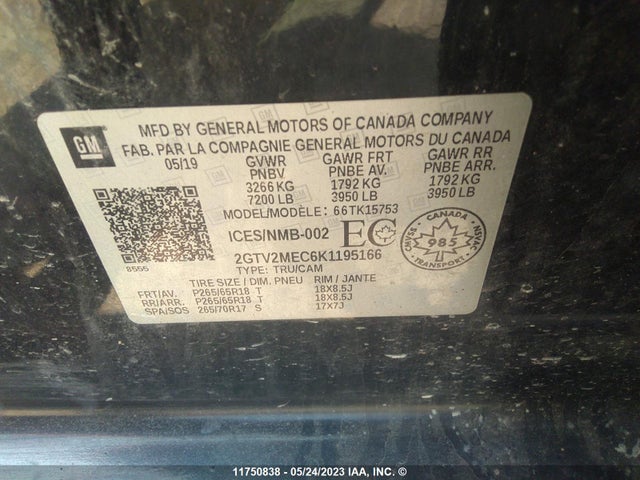 GM
MFD BY GENERAL MOTORS OF CANADA COMPANY
FAB. PAR LA COMPAGNIE GENERAL MOTORS DU CANADA
05/19 GVWR GAWR FRT GAWR RR
PNBV PNBE AV. PNBE ARR.
3266 KG 1792 KG 1792 KG
7200 LB 3950 LB 3950 LB
MODEL/MODÈLE: 66TK15753
ICES/NMB-002 EC
CANADA
985
NSVAC
2GTV2MEC6K1195166
TYPE: TRU/CAM
TIRE SIZE / DIM. PNEU RIM / JANTE
FRT/AV. P265/65R18 T 18X8.5J
RR/ARR. P265/65R18 T 18X8.5J
SPA/SOS 265/70R17 S 17X7J
11750838 - 05/24/2023 IAA, INC. ©